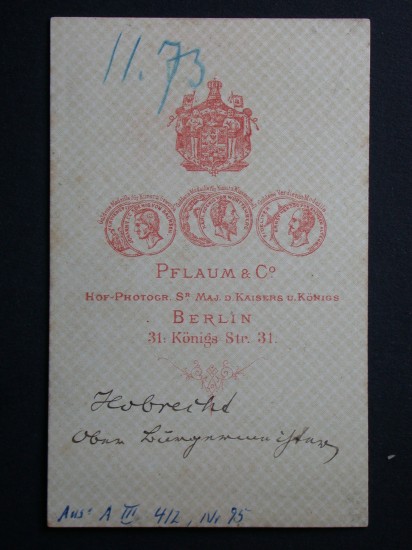 11.73
PFLAUM & Cº
HOF-PHOTOGR. SR MAJ. D. KAISERS U. KÖNIGS
BERLIN
31. Königs Str. 31.
Hobrecht
Ober Bürgermeister
Aus: A III 412, Nr 95